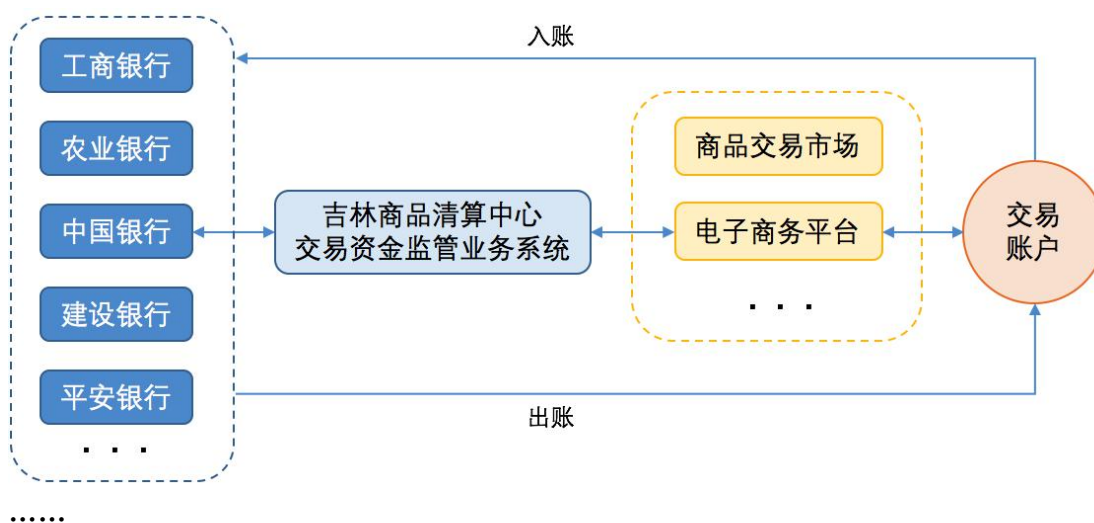 入账
工商银行
农业银行
中国银行
建设银行
平安银行
· · ·
吉林商品清算中心
交易资金监管业务系统
商品交易市场
电子商务平台
· · ·
交易
账户
出账
······